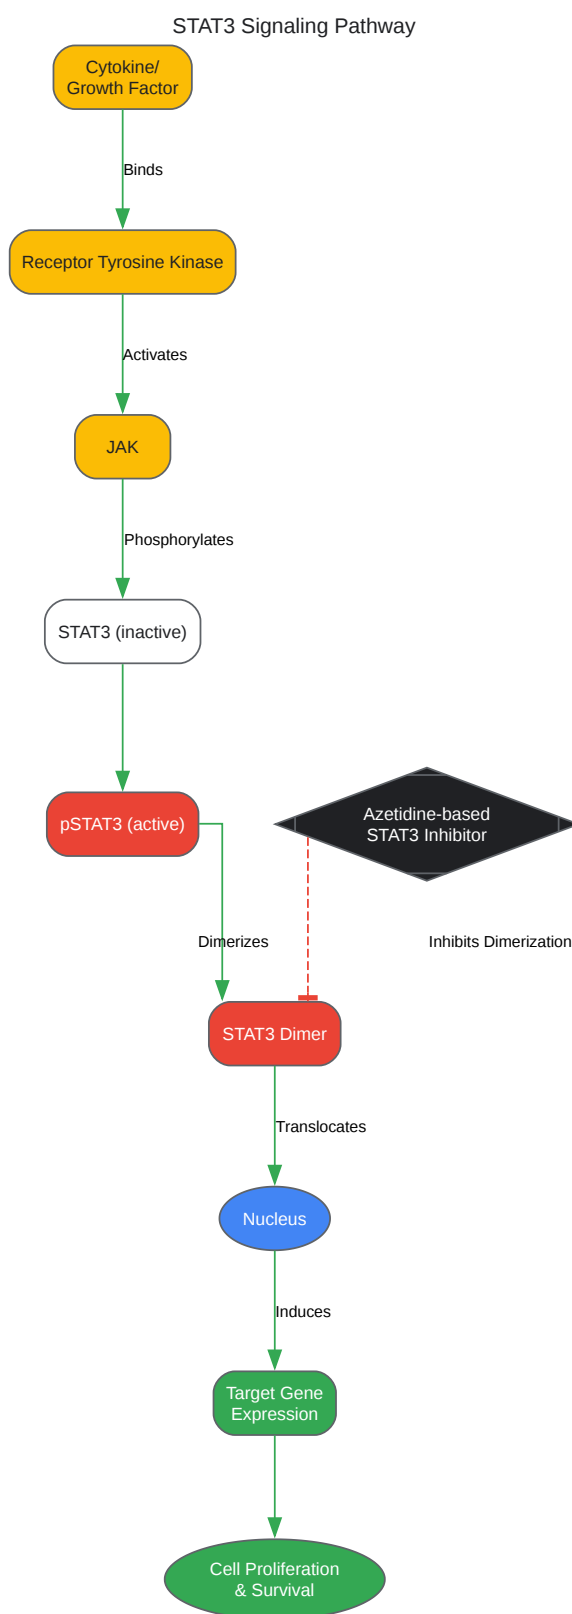 STAT3 Signaling Pathway
Cytokine/
Growth Factor
Binds
Receptor Tyrosine Kinase
Activates
JAK
Phosphorylates
STAT3 (inactive)
pSTAT3 (active)
Azetidine-based
STAT3 Inhibitor
Dimerizes
Inhibits Dimerization
STAT3 Dimer
Translocates
Nucleus
Induces
Target Gene
Expression
Cell Proliferation
& Survival